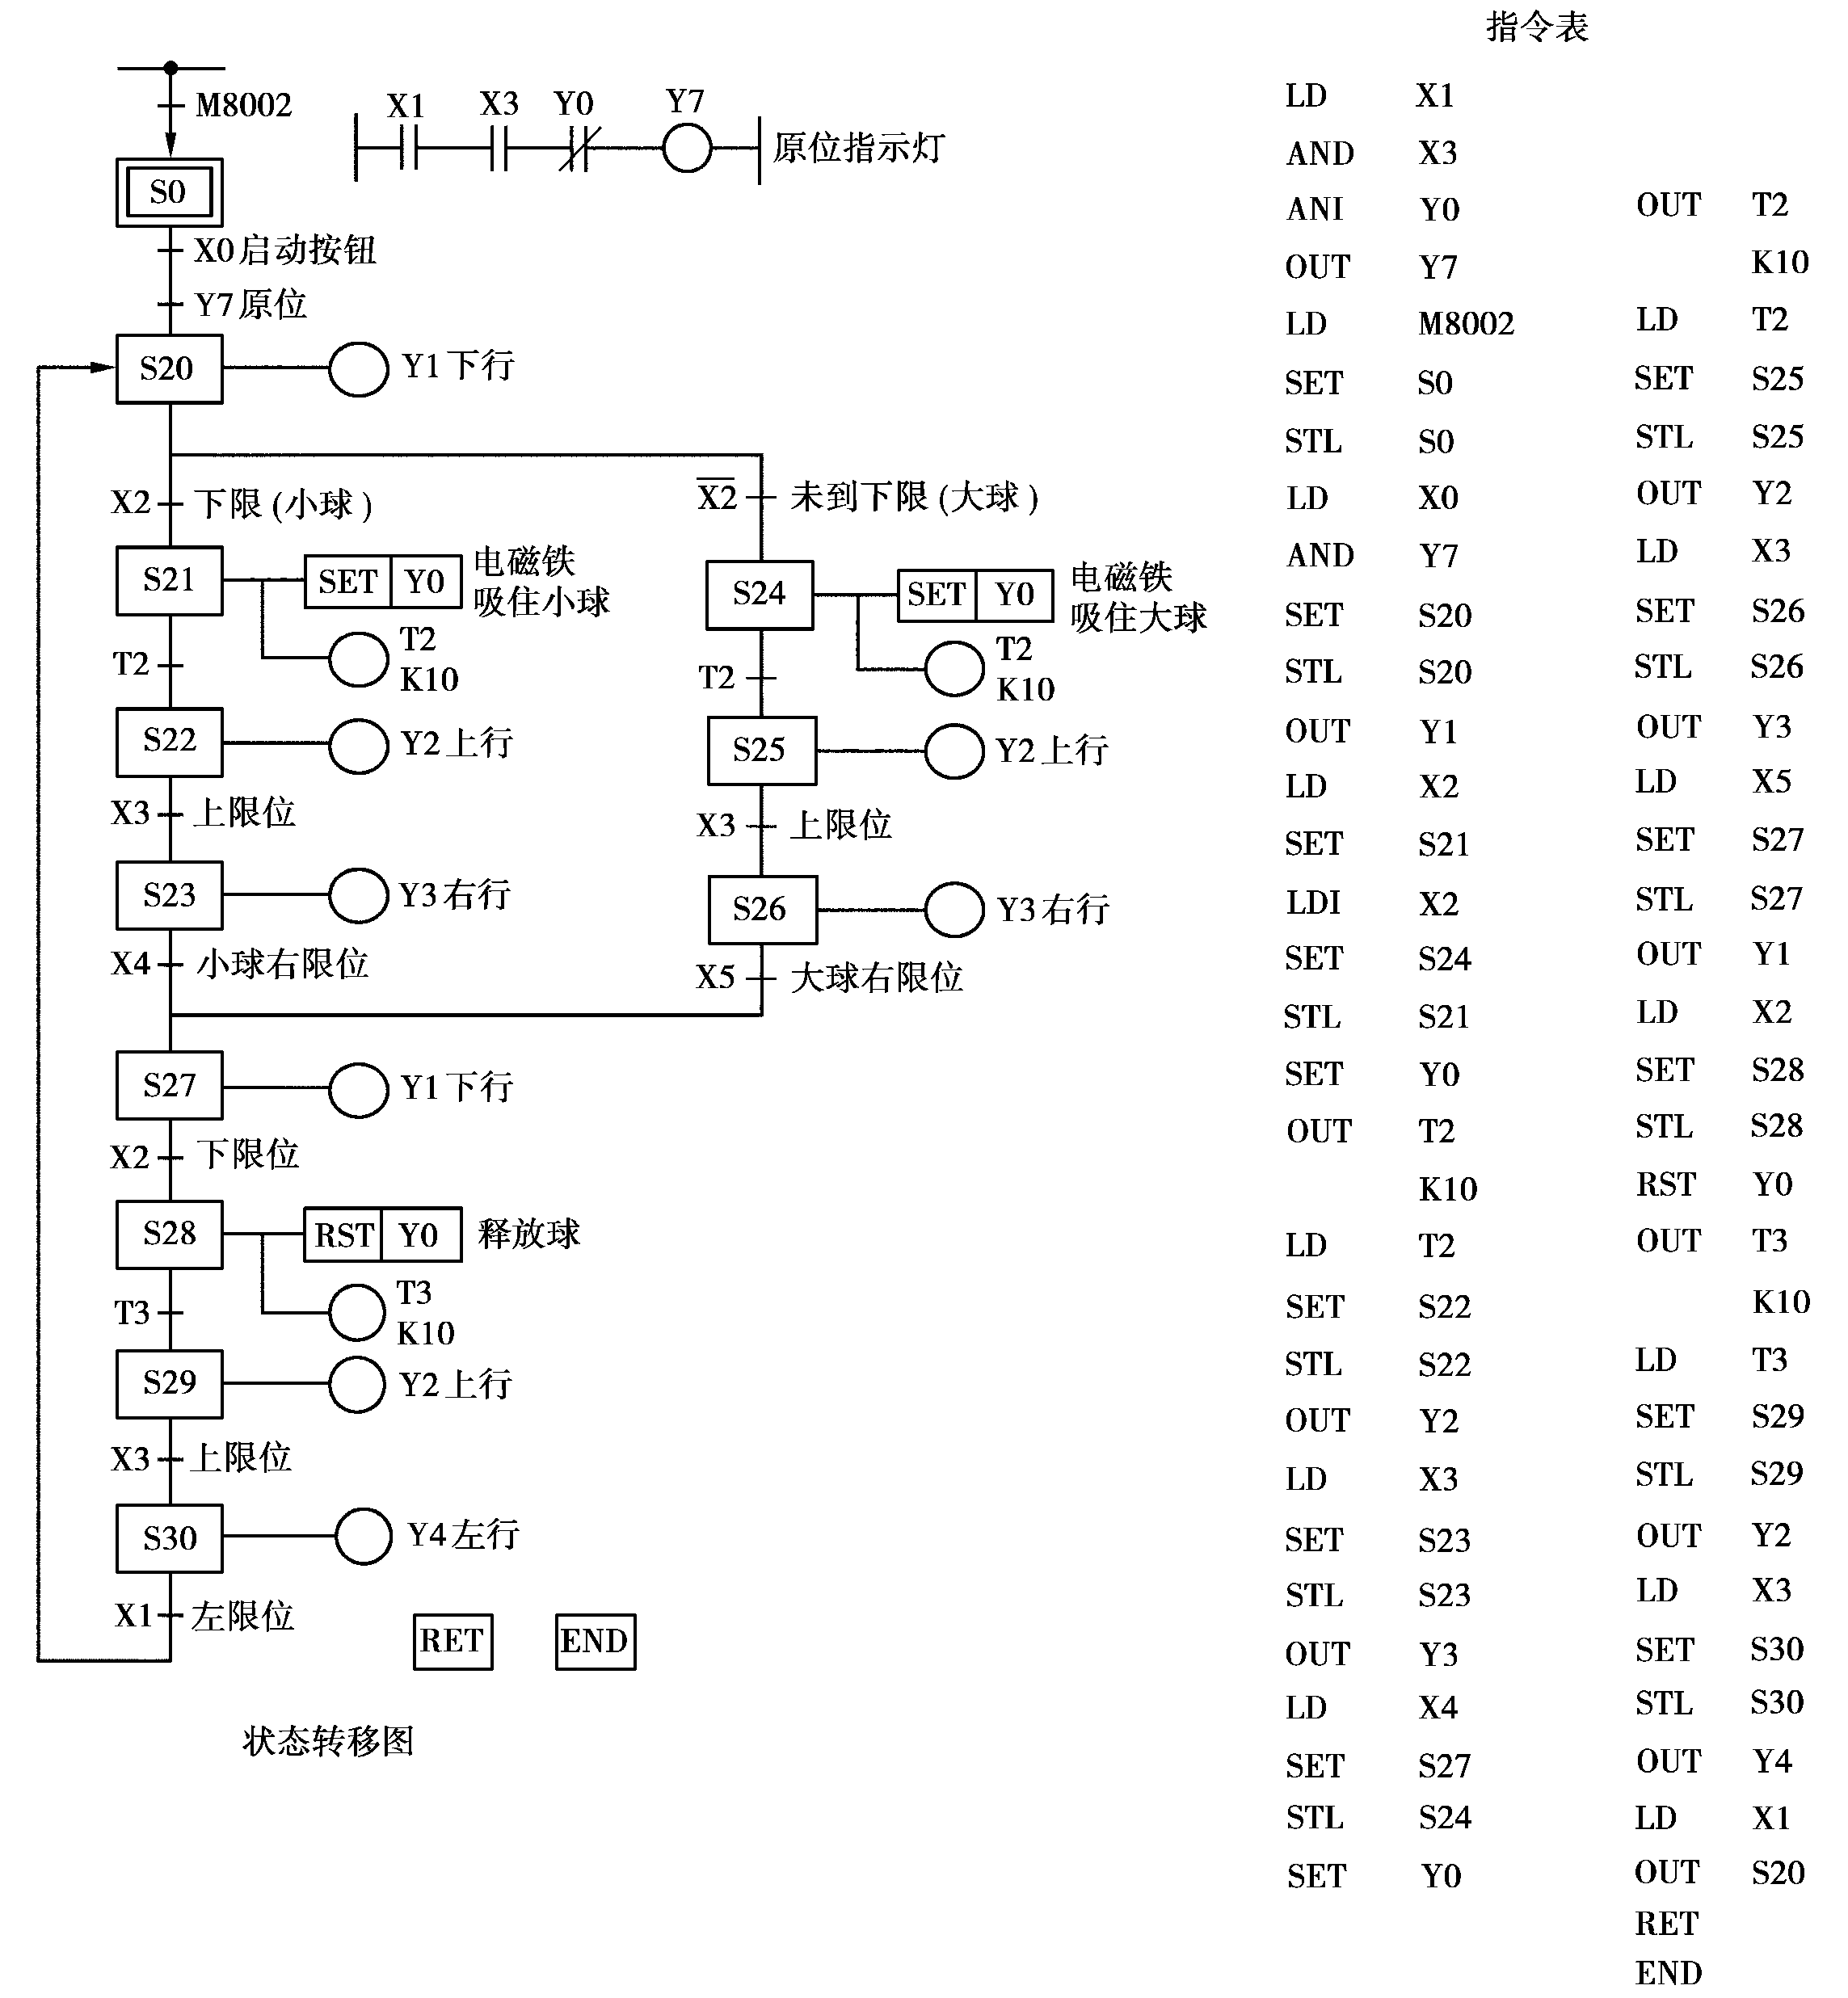 指令表
M8002
X1 X3 Y0 Y7
原位指示灯
S0
X0启动按钮
Y7原位
S20 Y1下行
X2 下限(小球)
X2 未到下限(大球)
S21 SET Y0 电磁铁
吸住小球
T2
K10
T2
S24 SET Y0 电磁铁
吸住大球
T2
K10
T2
S22 Y2上行
S25 Y2上行
X3 上限位
X3 上限位
S23 Y3右行
S26 Y3右行
X4 小球右限位
X5 大球右限位
S27 Y1下行
X2 下限位
S28 RST Y0 释放球
T3
K10
T3
S29 Y2上行
X3 上限位
S30 Y4左行
X1 左限位
RET END
状态转移图
LD X1
AND X3
ANI Y0
OUT Y7
LD M8002
SET S0
STL S0
LD X0
AND Y7
SET S20
STL S20
OUT Y1
LD X2
SET S21
LDI X2
SET S24
STL S21
SET Y0
OUT T2
K10
LD T2
SET S22
STL S22
OUT Y2
LD X3
SET S23
STL S23
OUT Y3
LD X4
SET S27
STL S24
SET Y0
OUT T2
K10
LD T2
SET S25
STL S25
OUT Y2
LD X3
SET S26
STL S26
OUT Y3
LD X5
SET S27
STL S27
OUT Y1
LD X2
SET S28
STL S28
RST Y0
OUT T3
K10
LD T3
SET S29
STL S29
OUT Y2
LD X3
SET S30
STL S30
OUT Y4
LD X1
OUT S20
RET
END